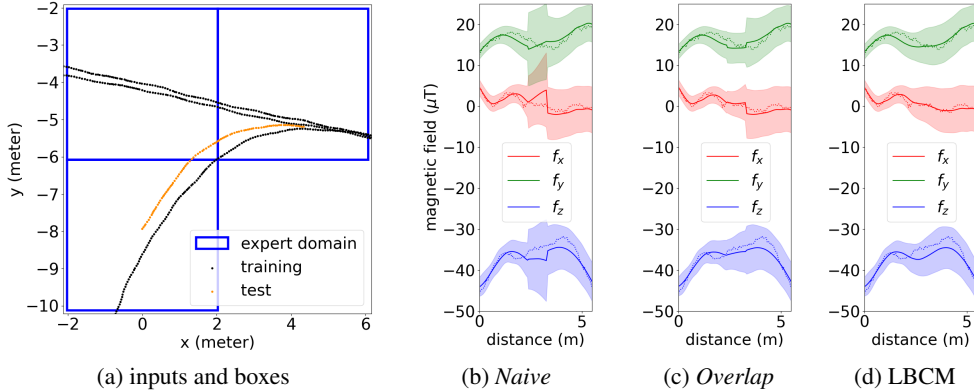 −2
−3
−4
−5
−6
−7
−8
−9
−10
y (meter)
−2
0
2
4
6
x (meter)
expert domain
training
test
(a) inputs and boxes
magnetic field (μT)
20
10
0
−10
−20
−30
−40
−50
f_x
f_y
f_z
0
5
distance (m)
(b) Naive
20
10
0
−10
−20
−30
−40
−50
f_x
f_y
f_z
0
5
distance (m)
(c) Overlap
20
10
0
−10
−20
−30
−40
−50
f_x
f_y
f_z
0
5
distance (m)
(d) LBCM